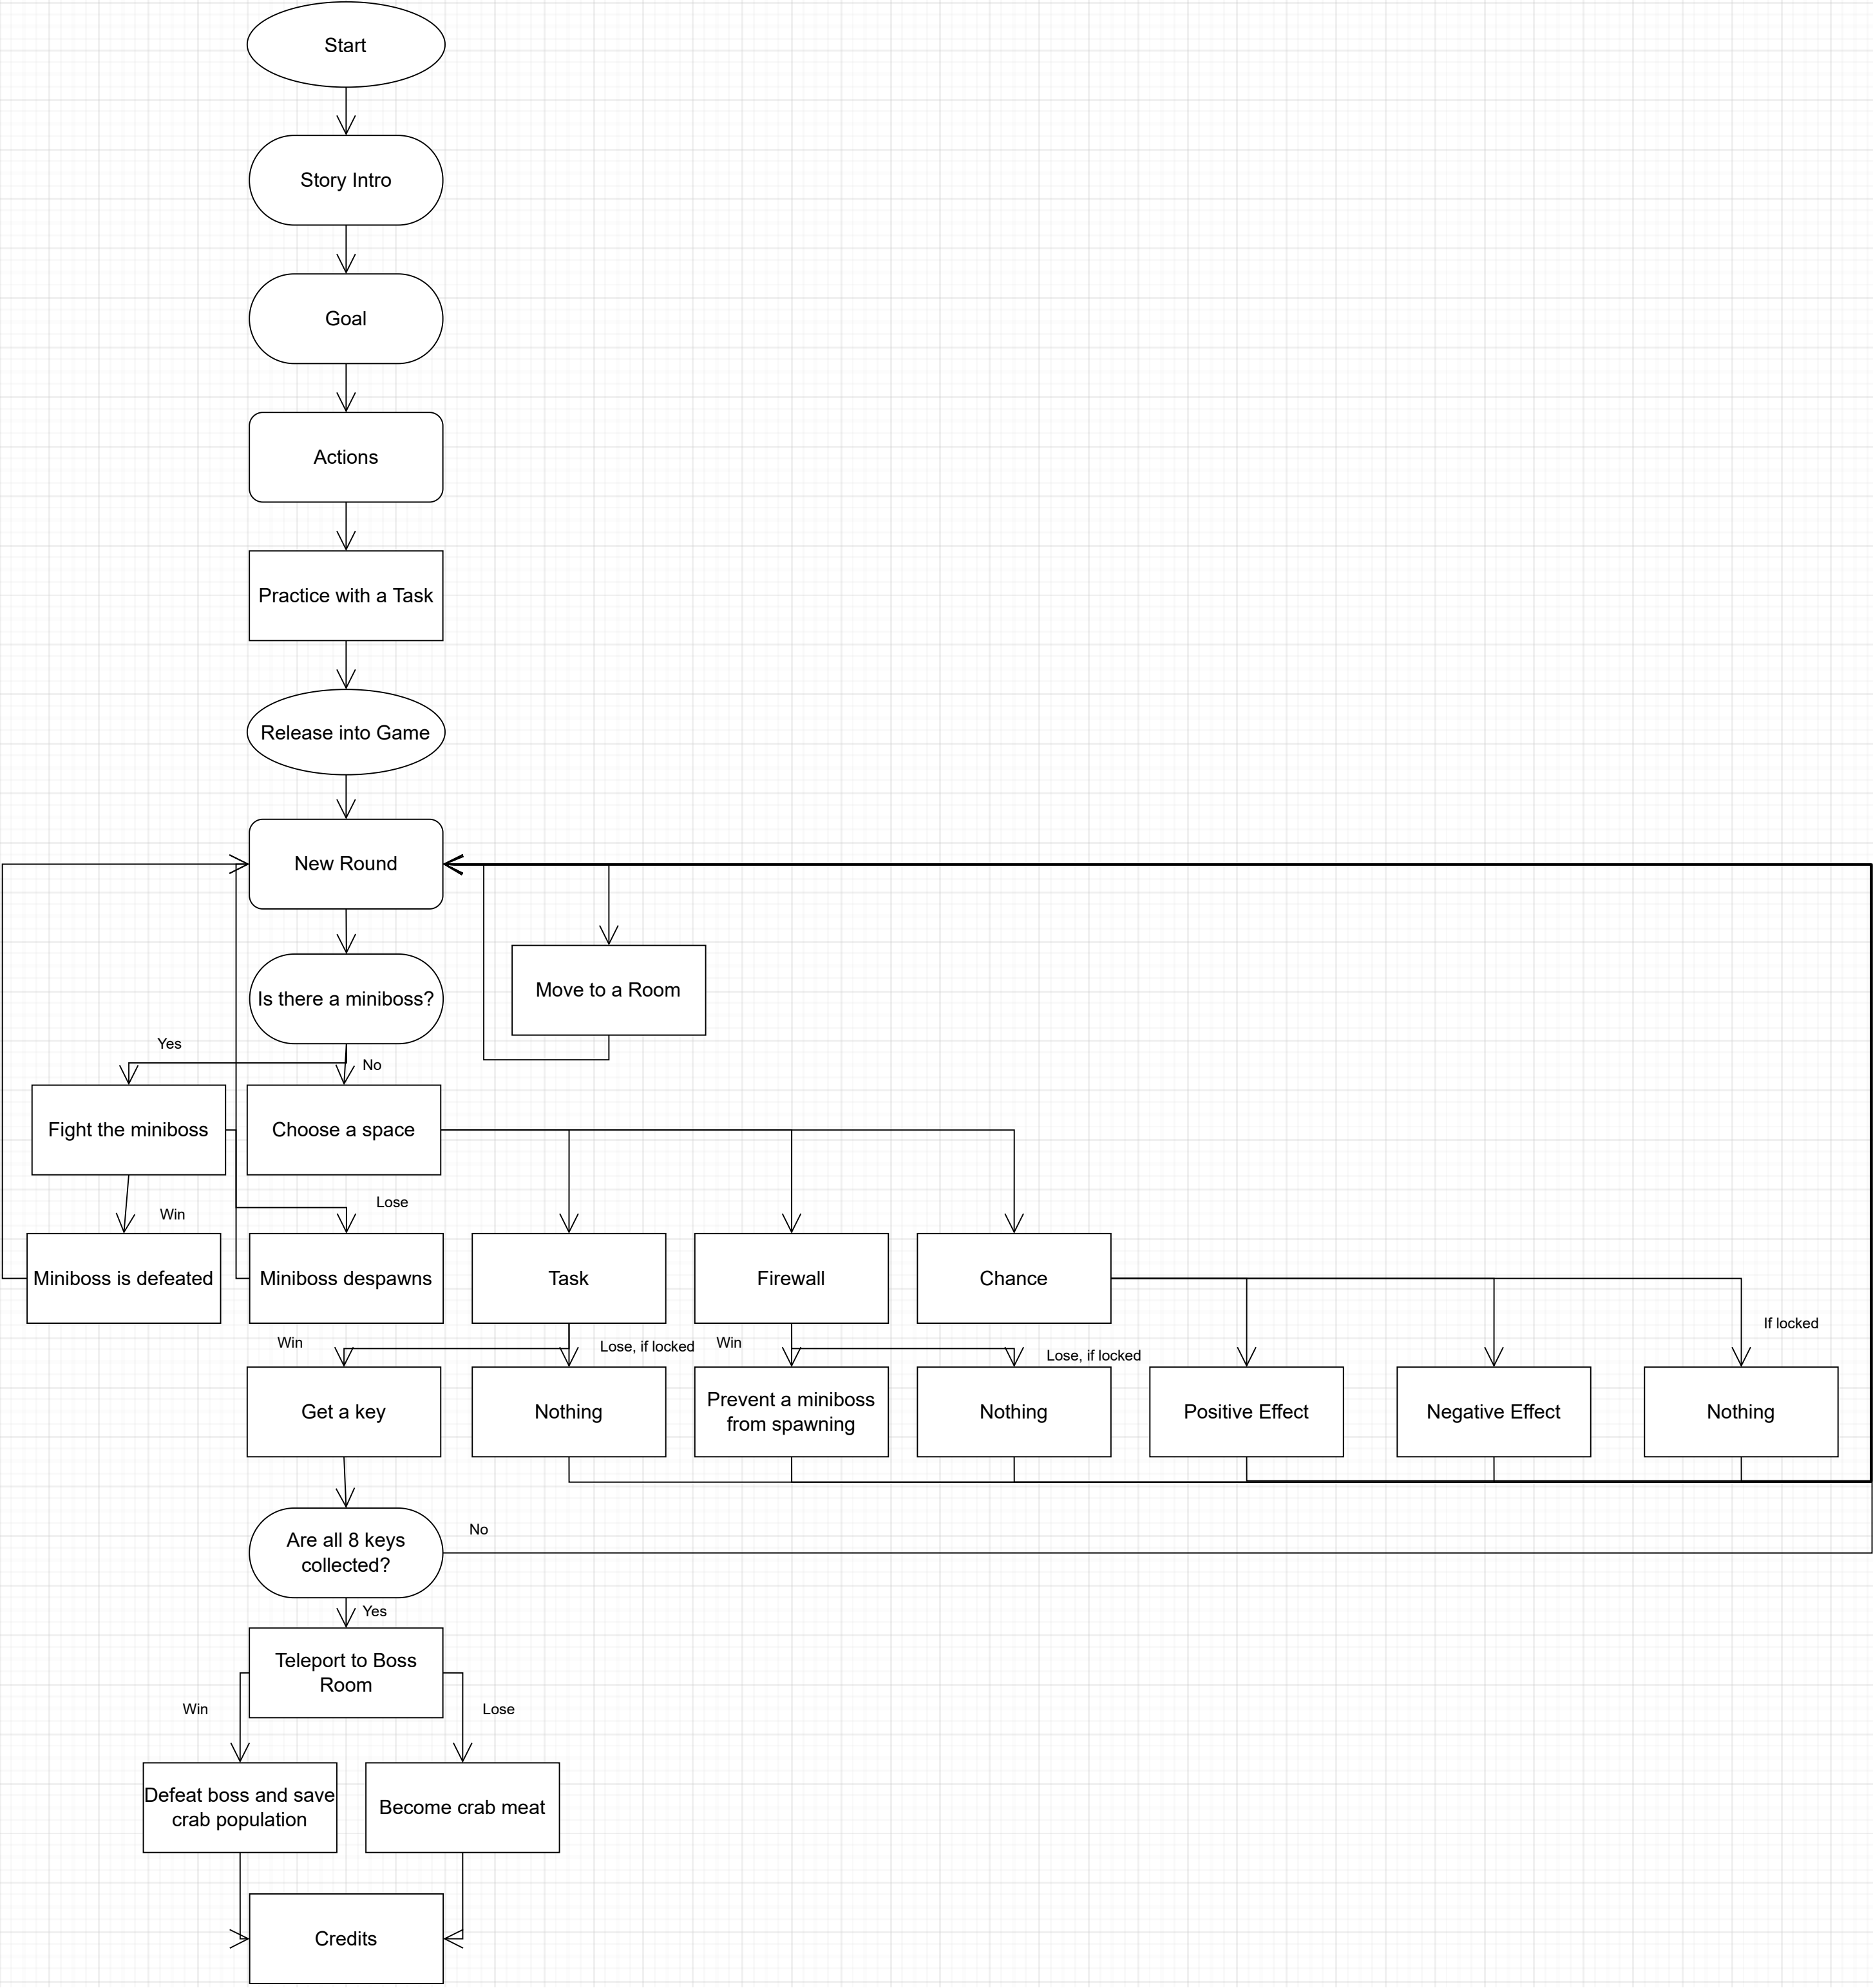 Start
Story Intro
Goal
Actions
Practice with a Task
Release into Game
New Round
Is there a miniboss?
Move to a Room
Yes
No
Fight the miniboss
Choose a space
Win
Lose
Miniboss is defeated
Miniboss despawns
Task
Firewall
Chance
If locked
Win
Lose, if locked
Win
Lose, if locked
Get a key
Nothing
Prevent a miniboss
from spawning
Nothing
Positive Effect
Negative Effect
Nothing
Are all 8 keys
collected?
No
Yes
Teleport to Boss
Room
Win
Lose
Defeat boss and save
crab population
Become crab meat
Credits